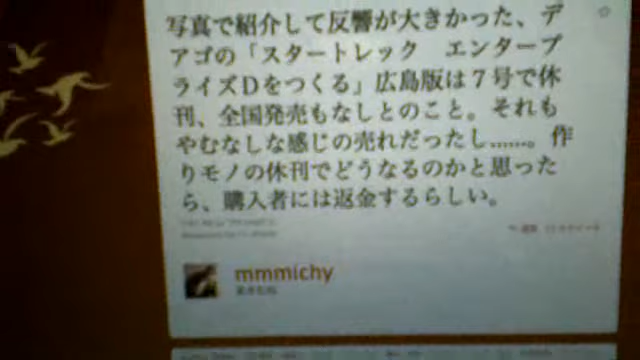 写真で紹介して反響が大きかった、デ
アゴの「スタートレック　エンタープ
ライズDをつくる」広島版は７号で休
刊、全国発売もなしとのこと。それも
やむなしな感じの売れだったし……。作
りモノの休刊でどうなるのかと思った
ら、購入者には返金するらしい。
mmmichy